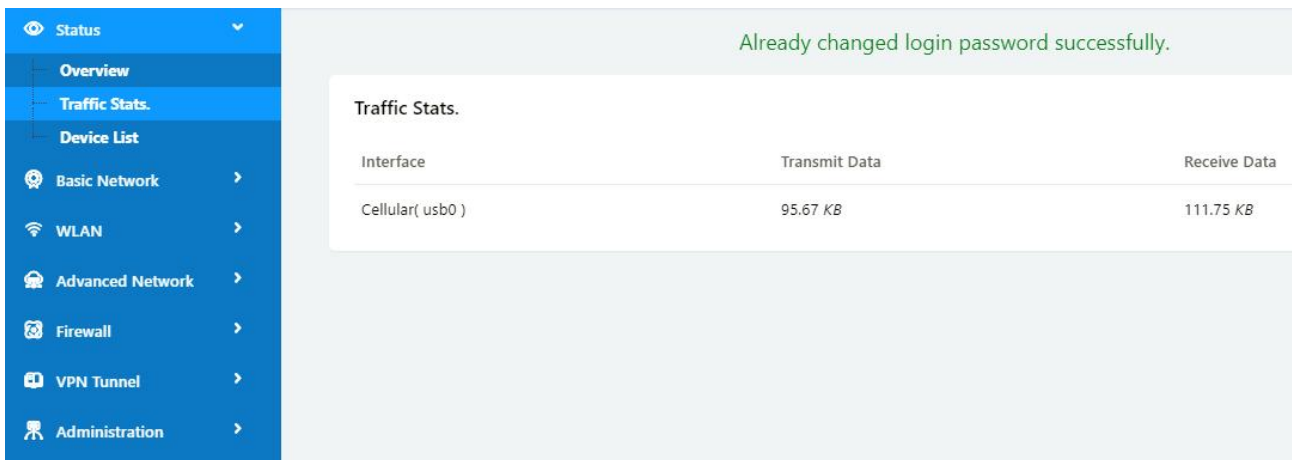 Status
Overview
Traffic Stats.
Device List
Basic Network
WLAN
Advanced Network
Firewall
VPN Tunnel
Administration
Already changed login password successfully.
Traffic Stats.
Interface Transmit Data Receive Data
Cellular( usb0 ) 95.67 KB 111.75 KB